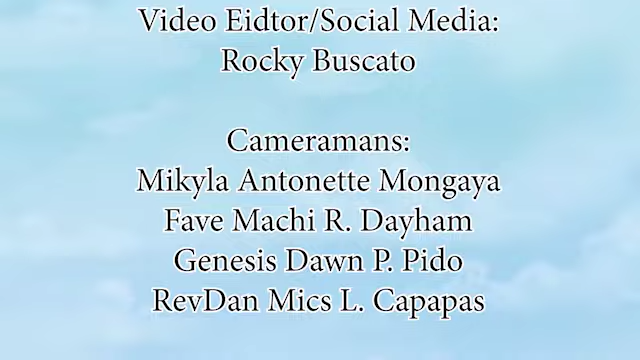 Video Eidtor/Social Media:
Rocky Buscato
Cameramans:
Mikyla Antonette Mongaya
Fave Machi R. Dayham
Genesis Dawn P. Pido
RevDan Mics L. Capapas